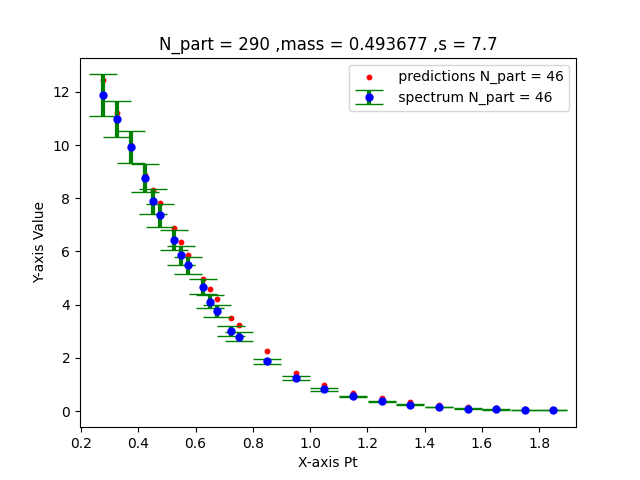 N_part = 290 ,mass = 0.493677 ,s = 7.7
predictions N_part = 46
spectrum N_part = 46
Y-axis Value
12
10
8
6
4
2
0
0.2 0.4 0.6 0.8 1.0 1.2 1.4 1.6 1.8
X-axis Pt